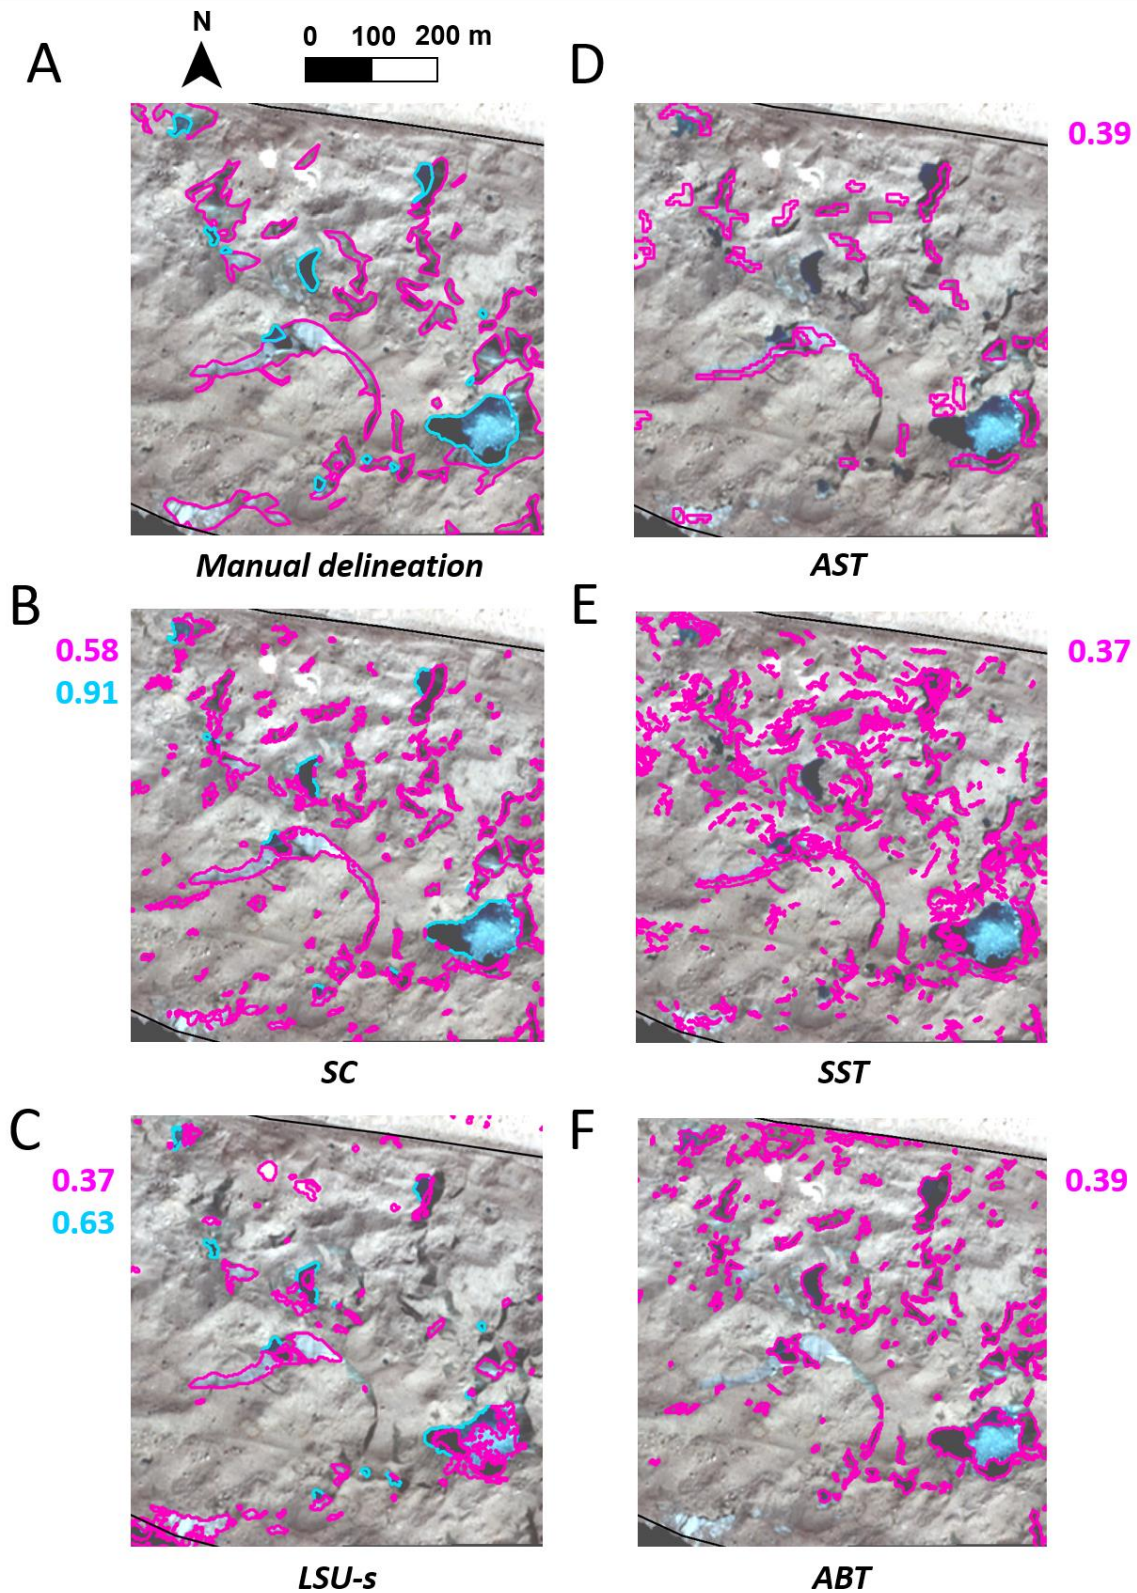 A
N
0 100 200 m
Manual delineation
B
0.58
0.91
SC
C
0.37
0.63
LSU-s
D
0.39
AST
E
0.37
SST
F
0.39
ABT